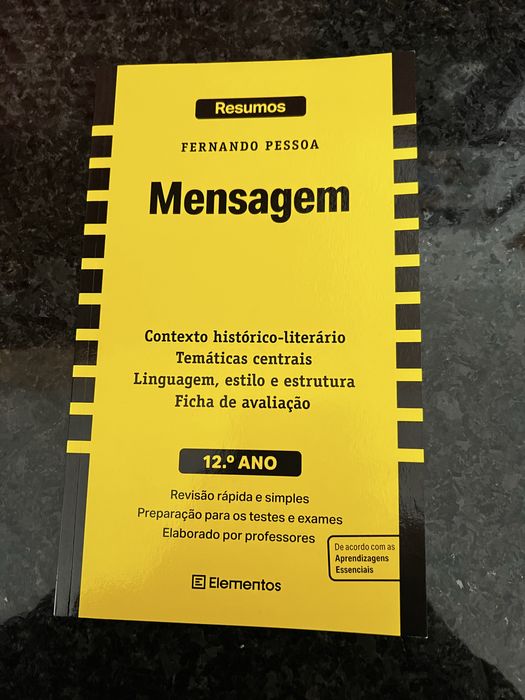 Resumos
FERNANDO PESSOA
Mensagem
Contexto histórico-literário
Temáticas centrais
Linguagem, estilo e estrutura
Ficha de avaliação
12.º ANO
Revisão rápida e simples
Preparação para os testes e exames
Elaborado por professores
De acordo com as
Aprendizagens
Essenciais
Elementos